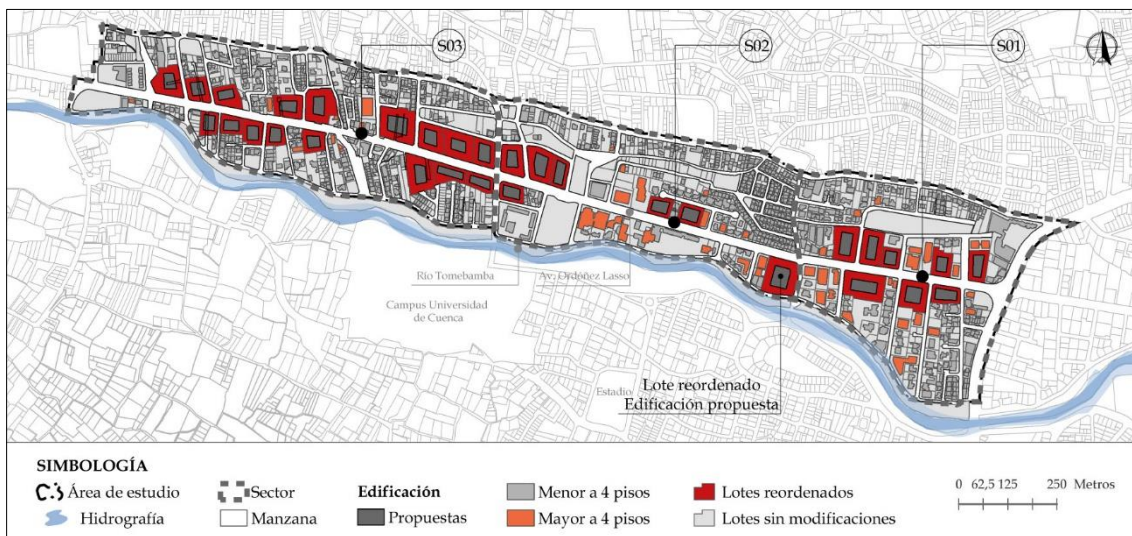 S03
S02
S01
Río Tomebamba
Av. Ordóñez Lasso
Campus Universidad
de Cuenca
Estadio
Lote reordenado
Edificación propuesta
SIMBOLOGÍA
Área de estudio
Sector
Edificación
Menor a 4 pisos
Lotes reordenados
0 62,5 125 250 Metros
Hidrografía
Manzana
Propuestas
Mayor a 4 pisos
Lotes sin modificaciones